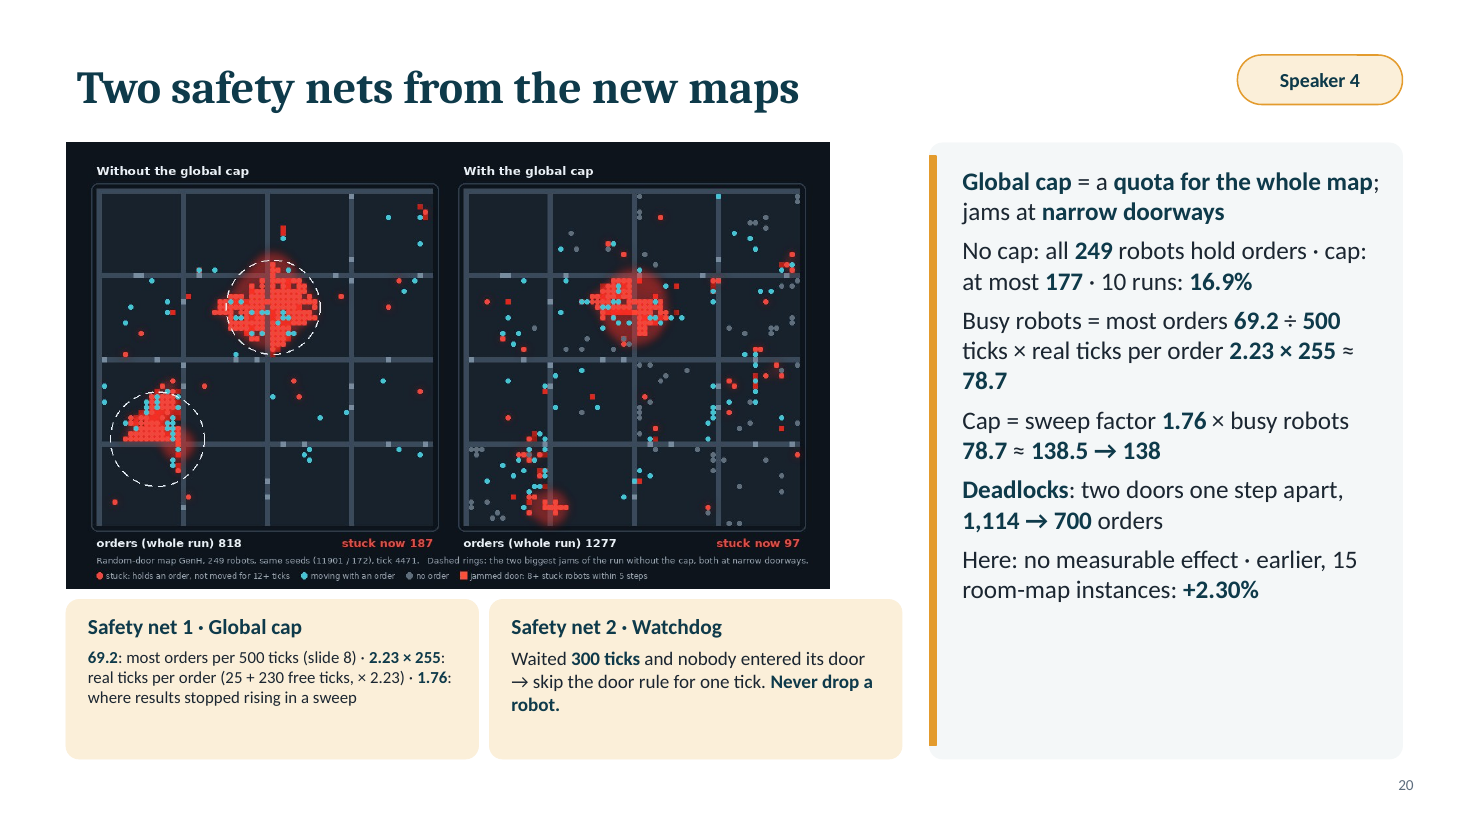 Two safety nets from the new maps
Speaker 4
Without the global cap
With the global cap
orders (whole run) 818
stuck now 187
orders (whole run) 1277
stuck now 97
Random-door map GenH, 249 robots, same seeds (11901 / 172), tick 4471. Dashed rings: the two biggest jams of the run without the cap, both at narrow doorways.
stuck: holds an order, not moved for 12+ ticks
moving with an order
no order
jammed door: 8+ stuck robots within 5 steps
Safety net 1 · Global cap
69.2: most orders per 500 ticks (slide 8) · 2.23 × 255:
real ticks per order (25 + 230 free ticks, × 2.23) · 1.76:
where results stopped rising in a sweep
Safety net 2 · Watchdog
Waited 300 ticks and nobody entered its door
→ skip the door rule for one tick. Never drop a
robot.
Global cap = a quota for the whole map;
jams at narrow doorways
No cap: all 249 robots hold orders · cap:
at most 177 · 10 runs: 16.9%
Busy robots = most orders 69.2 ÷ 500
ticks × real ticks per order 2.23 × 255 ≈
78.7
Cap = sweep factor 1.76 × busy robots
78.7 ≈ 138.5 → 138
Deadlocks: two doors one step apart,
1,114 → 700 orders
Here: no measurable effect · earlier, 15
room-map instances: +2.30%
20